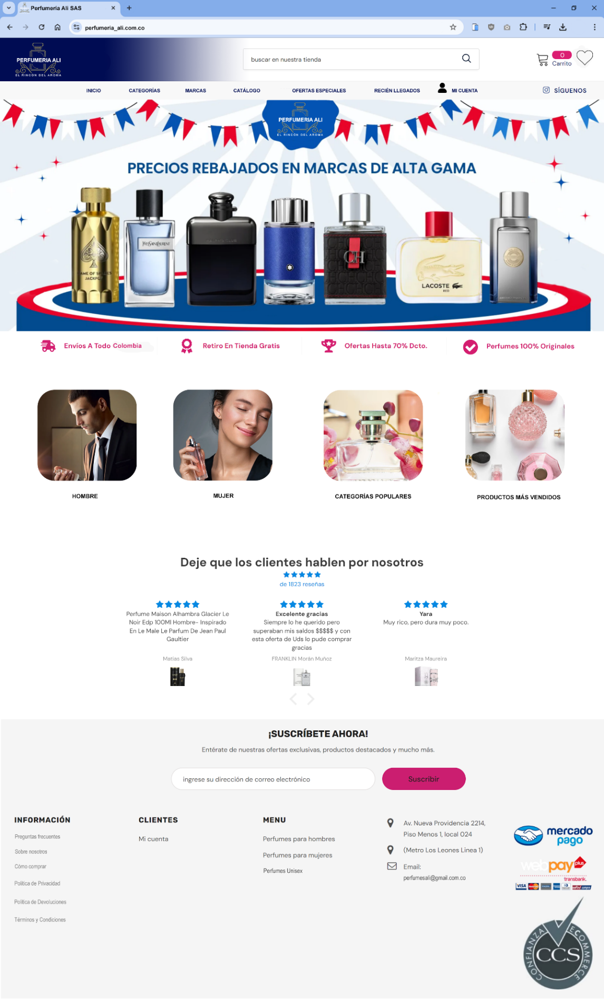 Perfumería Ali SAS
perfumeria_ali.com.co
PERFUMERIA ALI
EL RINCÓN DEL AROMA
buscar en nuestra tienda
0
Carrito
INICIO
CATEGORÍAS
MARCAS
CATÁLOGO
OFERTAS ESPECIALES
RECIÉN LLEGADOS
MI CUENTA
SÍGUENOS
PERFUMERIA ALI
EL RINCÓN DEL AROMA
PRECIOS REBAJADOS EN MARCAS DE ALTA GAMA
YVESSAINTLAURENT
GAME OF SPADES
JACKPOT
CH
LACOSTE
RED
Envíos A Todo Colombia
Retiro En Tienda Gratis
Ofertas Hasta 70% Dcto.
Perfumes 100% Originales
HOMBRE
MUJER
CATEGORÍAS POPULARES
PRODUCTOS MÁS VENDIDOS
Deje que los clientes hablen por nosotros
de 1823 reseñas
Perfume Maison Alhambra Glacier Le
Noir Edp 100Ml Hombre- Inspirado
En Le Male Le Parfum De Jean Paul
Gaultier
Matias Silva
Excelente gracias
Siempre lo he querido pero
superaban mis saldos $$$$$ y con
esta oferta de Uds lo pude comprar
gracias
FRANKLIN Morán Muñoz
Yara
Muy rico, pero dura muy poco.
Maritza Maureira
¡SUSCRÍBETE AHORA!
Entérate de nuestras ofertas exclusivas, productos destacados y mucho más.
ingrese su dirección de correo electrónico
Suscribir
INFORMACIÓN
Preguntas frecuentes
Sobre nosotros
Cómo comprar
Politica de Privacidad
Política de Devoluciones
Términos y Condiciones
CLIENTES
Mi cuenta
MENU
Perfumes para hombres
Perfumes para mujeres
Perfumes Unisex
Av. Nueva Providencia 2214,
Piso Menos 1, local 024
(Metro Los Leones Linea 1)
Email:
perfumesali@gmail.com.co
mercado
pago
webpay plus
transbank.
VISA
CONFIANZA ECOMMERCE
CCS